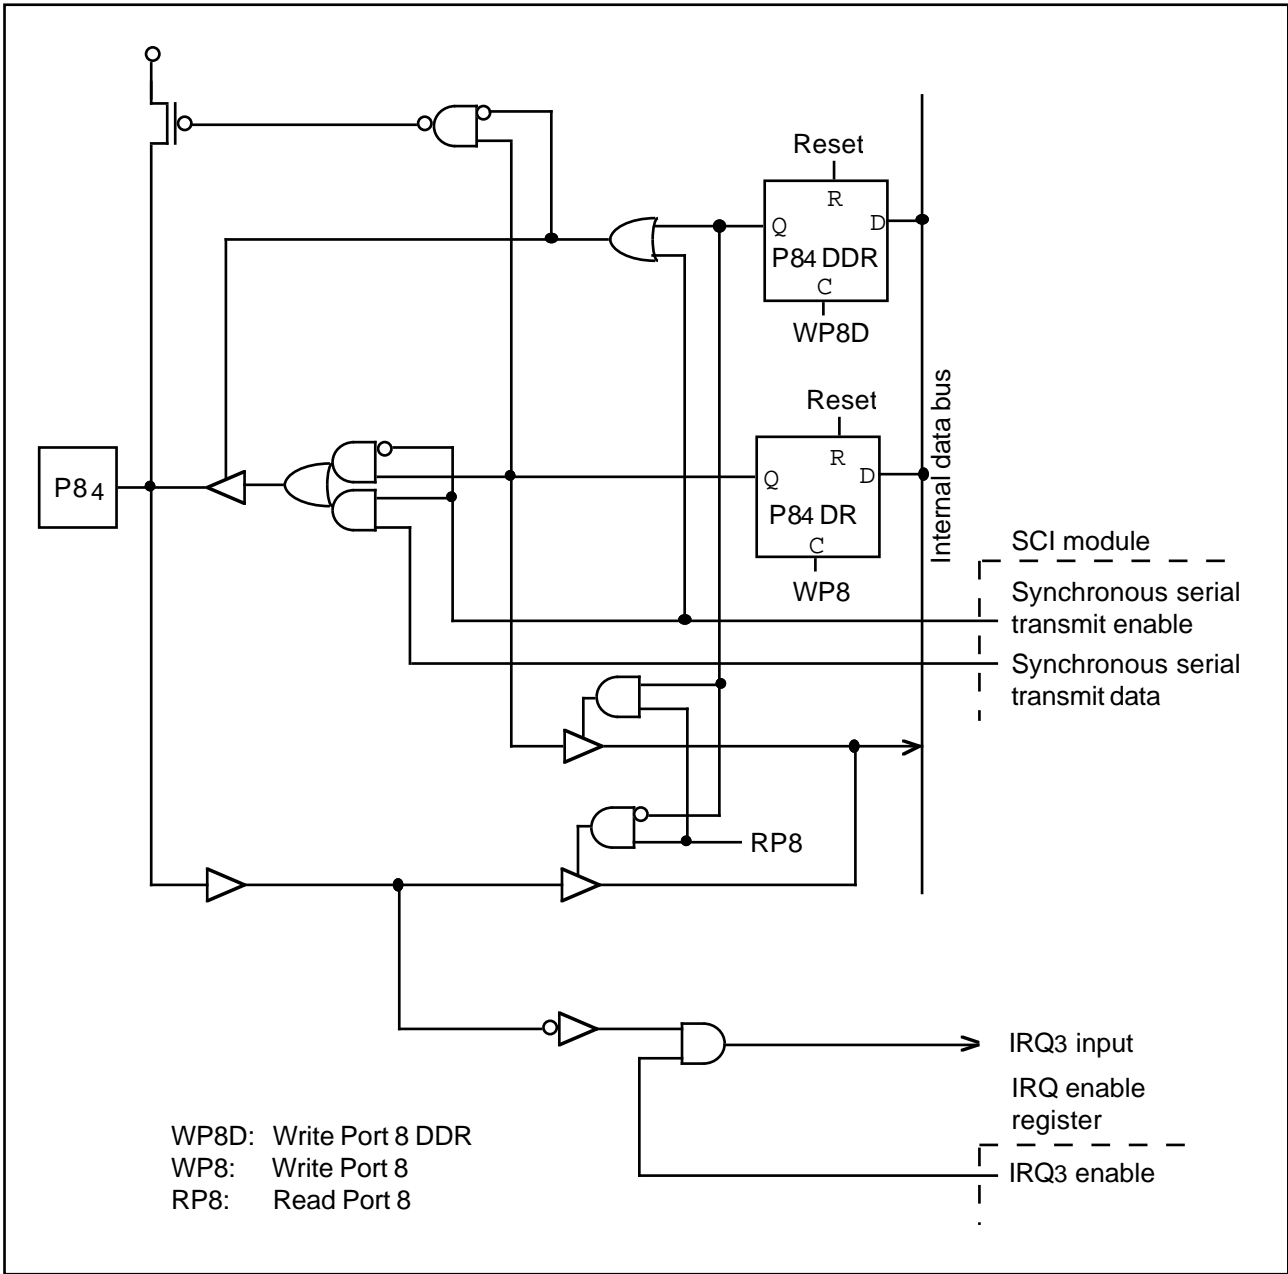 Reset
R
Q
D
P84 DDR
C
WP8D
Reset
R
Q
D
P84 DR
C
WP8
P84
Internal data bus
SCI module
Synchronous serial
transmit enable
Synchronous serial
transmit data
RP8
IRQ3 input
IRQ enable
register
IRQ3 enable
WP8D: Write Port 8 DDR
WP8: Write Port 8
RP8: Read Port 8